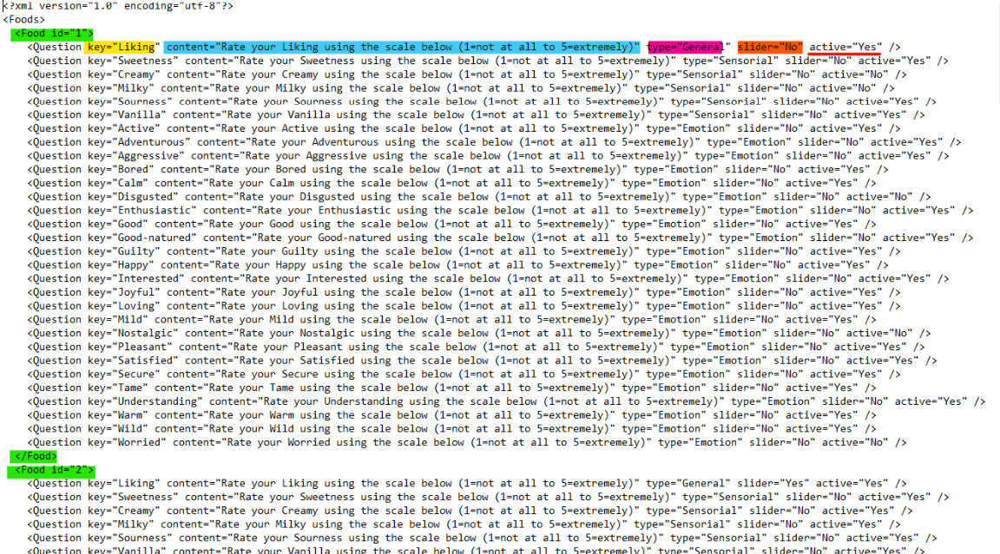 <?xml version="1.0" encoding="utf-8"?>
<Foods>
<Food id="1">
<Question key="Liking" content="Rate your Liking using the scale below (1=not at all to 5=extremely)" type="General" slider="No" active="Yes" />
<Question key="Sweetness" content="Rate your Sweetness using the scale below (1=not at all to 5=extremely)" type="Sensorial" slider="No" active="Yes" />
<Question key="Creamy" content="Rate your Creamy using the scale below (1=not at all to 5=extremely)" type="Sensorial" slider="No" active="No" />
<Question key="Milky" content="Rate your Milky using the scale below (1=not at all to 5=extremely)" type="Sensorial" slider="No" active="No" />
<Question key="Sourness" content="Rate your Sourness using the scale below (1=not at all to 5=extremely)" type="Sensorial" slider="No" active="Yes" />
<Question key="Vanilla" content="Rate your Vanilla using the scale below (1=not at all to 5=extremely)" type="Sensorial" slider="No" active="Yes" />
<Question key="Active" content="Rate your Active using the scale below (1=not at all to 5=extremely)" type="Emotion" slider="No" active="Yes" />
<Question key="Adventurous" content="Rate your Adventurous using the scale below (1=not at all to 5=extremely)" type="Emotion" slider="No" active="Yes" />
<Question key="Aggressive" content="Rate your Aggressive using the scale below (1=not at all to 5=extremely)" type="Emotion" slider="No" active="Yes" />
<Question key="Bored" content="Rate your Bored using the scale below (1=not at all to 5=extremely)" type="Emotion" slider="No" active="Yes" />
<Question key="Calm" content="Rate your Calm using the scale below (1=not at all to 5=extremely)" type="Emotion" slider="No" active="Yes" />
<Question key="Disgusted" content="Rate your Disgusted using the scale below (1=not at all to 5=extremely)" type="Emotion" slider="No" active="No" />
<Question key="Enthusiastic" content="Rate your Enthusiastic using the scale below (1=not at all to 5=extremely)" type="Emotion" slider="No" active="Yes" />
<Question key="Good" content="Rate your Good using the scale below (1=not at all to 5=extremely)" type="Emotion" slider="No" active="Yes" />
<Question key="Good-natured" content="Rate your Good-natured using the scale below (1=not at all to 5=extremely)" type="Emotion" slider="No" active="Yes" />
<Question key="Guilty" content="Rate your Guilty using the scale below (1=not at all to 5=extremely)" type="Emotion" slider="No" active="Yes" />
<Question key="Happy" content="Rate your Happy using the scale below (1=not at all to 5=extremely)" type="Emotion" slider="No" active="Yes" />
<Question key="Interested" content="Rate your Interested using the scale below (1=not at all to 5=extremely)" type="Emotion" slider="No" active="Yes" />
<Question key="Joyful" content="Rate your Joyful using the scale below (1=not at all to 5=extremely)" type="Emotion" slider="No" active="Yes" />
<Question key="Loving" content="Rate your Loving using the scale below (1=not at all to 5=extremely)" type="Emotion" slider="No" active="Yes" />
<Question key="Mild" content="Rate your Mild using the scale below (1=not at all to 5=extremely)" type="Emotion" slider="No" active="Yes" />
<Question key="Nostalgic" content="Rate your Nostalgic using the scale below (1=not at all to 5=extremely)" type="Emotion" slider="No" active="No" />
<Question key="Pleasant" content="Rate your Pleasant using the scale below (1=not at all to 5=extremely)" type="Emotion" slider="No" active="Yes" />
<Question key="Satisfied" content="Rate your Satisfied using the scale below (1=not at all to 5=extremely)" type="Emotion" slider="No" active="Yes" />
<Question key="Secure" content="Rate your Secure using the scale below (1=not at all to 5=extremely)" type="Emotion" slider="No" active="Yes" />
<Question key="Tame" content="Rate your Tame using the scale below (1=not at all to 5=extremely)" type="Emotion" slider="No" active="Yes" />
<Question key="Understanding" content="Rate your Understanding using the scale below (1=not at all to 5=extremely)" type="Emotion" slider="No" active="Yes" />
<Question key="Warm" content="Rate your Warm using the scale below (1=not at all to 5=extremely)" type="Emotion" slider="No" active="Yes" />
<Question key="Wild" content="Rate your Wild using the scale below (1=not at all to 5=extremely)" type="Emotion" slider="No" active="Yes" />
<Question key="Worried" content="Rate your Worried using the scale below (1=not at all to 5=extremely)" type="Emotion" slider="No" active="No" />
</Food>
<Food id="2">
<Question key="Liking" content="Rate your Liking using the scale below (1=not at all to 5=extremely)" type="General" slider="Yes" active="Yes" />
<Question key="Sweetness" content="Rate your Sweetness using the scale below (1=not at all to 5=extremely)" type="Sensorial" slider="No" active="Yes" />
<Question key="Creamy" content="Rate your Creamy using the scale below (1=not at all to 5=extremely)" type="Sensorial" slider="No" active="Yes" />
<Question key="Milky" content="Rate your Milky using the scale below (1=not at all to 5=extremely)" type="Sensorial" slider="No" active="Yes" />
<Question key="Sourness" content="Rate your Sourness using the scale below (1=not at all to 5=extremely)" type="Sensorial" slider="No" active="Yes" />
<Question key="Vanilla" content="Rate your Vanilla using the scale below (1=not at all to 5=extremely)" type="Sensorial" slider="No" active="Yes" />